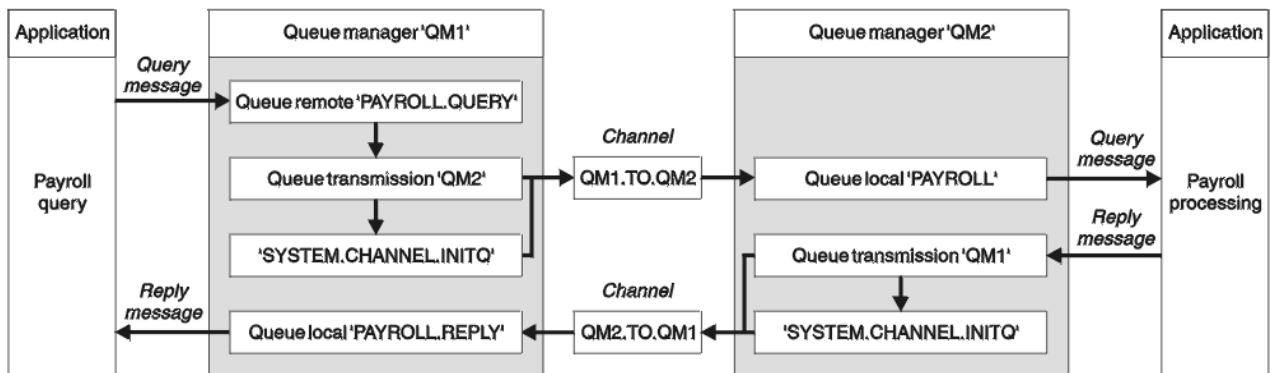 Application
Queue manager 'QM1'
Queue manager 'QM2'
Application
Query
message
Queue remote 'PAYROLL.QUERY'
Channel
Query
message
Payroll
query
Queue transmission 'QM2'
QM1.TO.QM2
Queue local 'PAYROLL'
Payroll
processing
Reply
message
'SYSTEM.CHANNEL.INITQ'
Queue transmission 'QM1'
Reply
message
Channel
Queue local 'PAYROLL.REPLY'
QM2.TO.QM1
'SYSTEM.CHANNEL.INITQ'